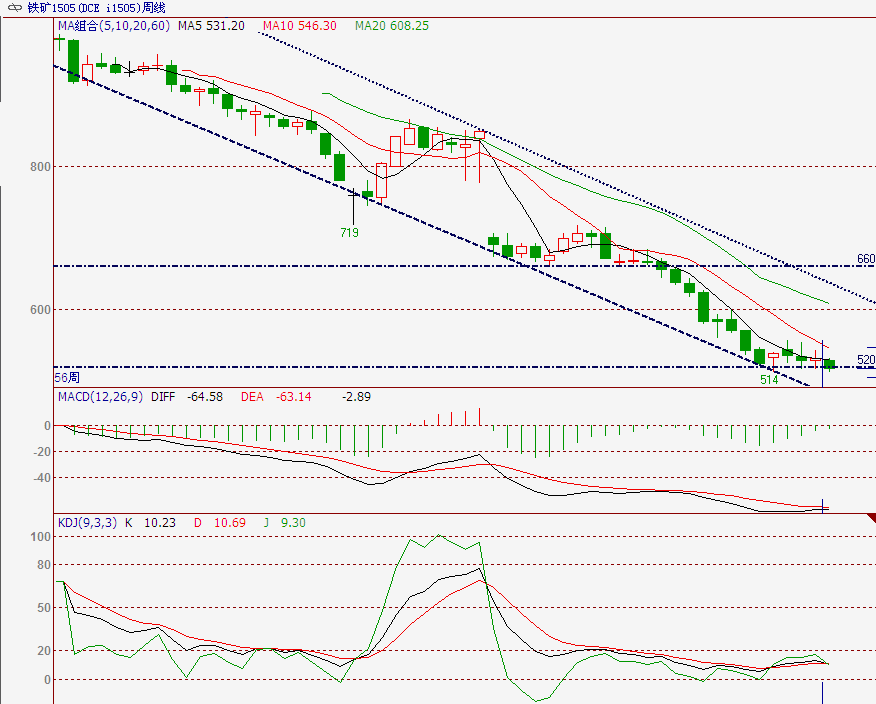 铁矿1505(DCE i1505)周线
MA组合(5,10,20,60) MA5 531.20 MA10 546.30 MA20 608.25
800
719
660
600
520
56周
514
MACD(12,26,9) DIFF -64.58 DEA -63.14 -2.89
0
-20
-40
KDJ(9,3,3) K 10.23 D 10.69 J 9.30
100
80
50
20
0